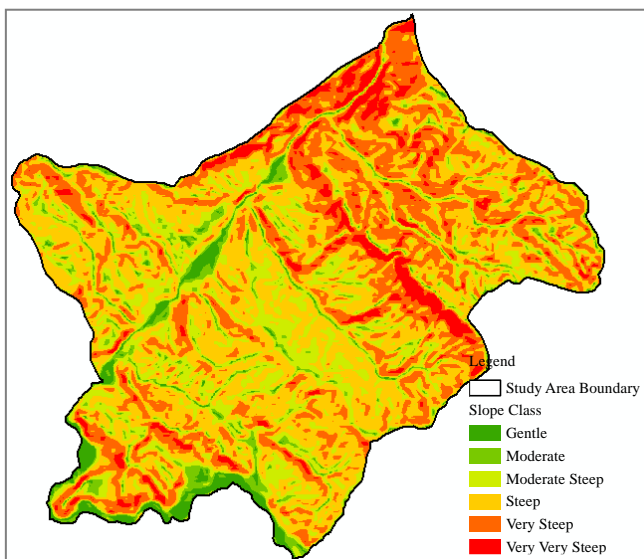 Legend
Study Area Boundary
Slope Class
Gentle
Moderate
Moderate Steep
Steep
Very Steep
Very Very Steep